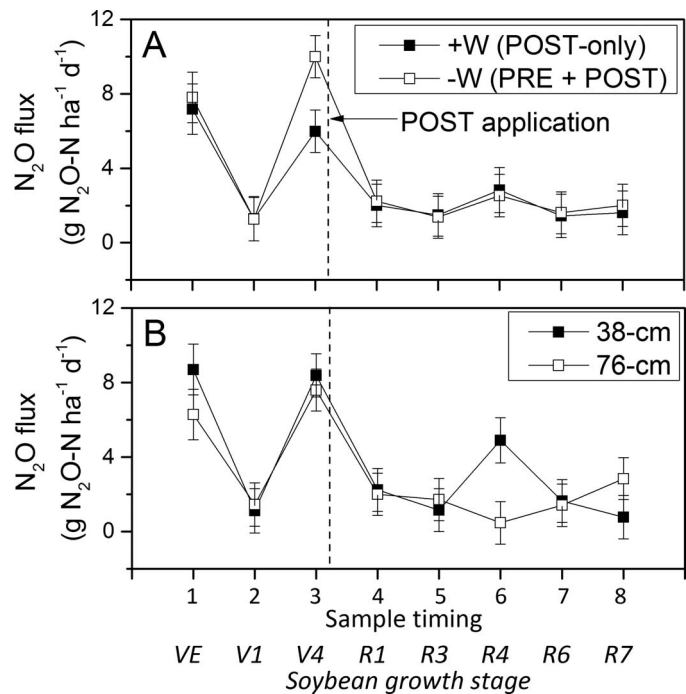 A
+W (POST-only)
-W (PRE + POST)
POST application
12
8
4
0
N₂O flux
(g N₂O-N ha⁻¹ d⁻¹)
B
38-cm
76-cm
12
8
4
0
N₂O flux
(g N₂O-N ha⁻¹ d⁻¹)
1 2 3 4 5 6 7 8
Sample timing
VE V1 V4 R1 R3 R4 R6 R7
Soybean growth stage